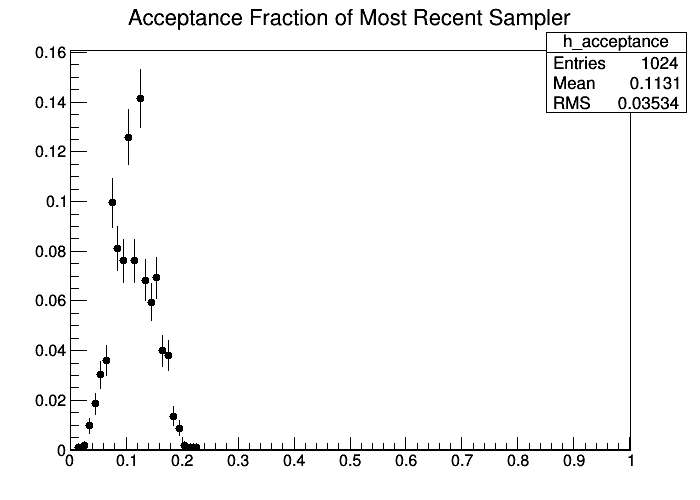 Acceptance Fraction of Most Recent Sampler
h_acceptance
Entries 1024
Mean 0.1131
RMS 0.03534
0.16
0.14
0.12
0.1
0.08
0.06
0.04
0.02
0
0 0.1 0.2 0.3 0.4 0.5 0.6 0.7 0.8 0.9 1